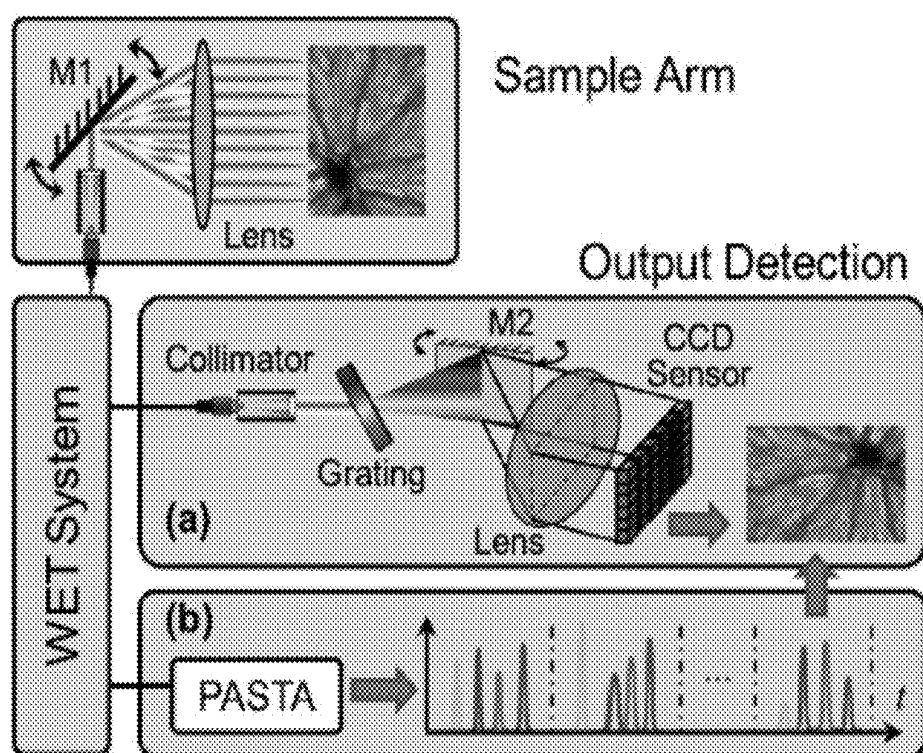 M1
Sample Arm
Lens
Output Detection
M2
CCD
Sensor
Collimator
Grating
Lens
(a)
WET System
(b)
PASTA
...
t